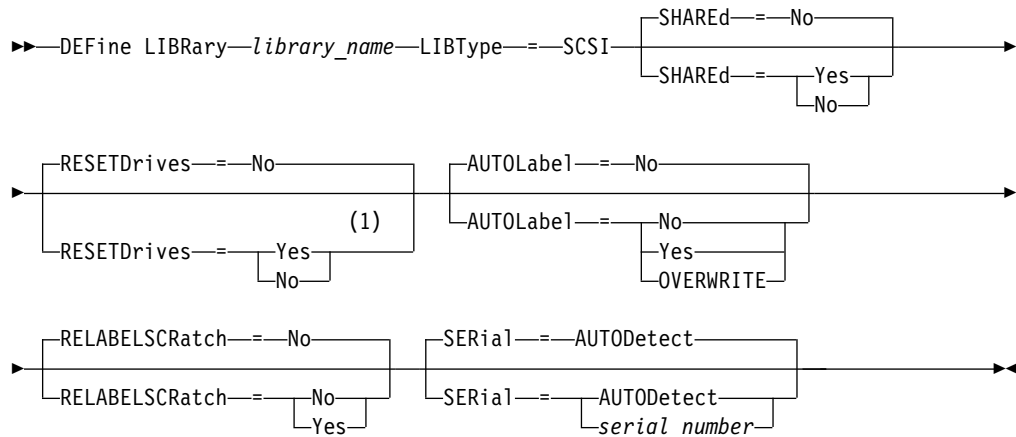 SHAREd = No
DEFine LIBRary library_name LIBType = SCSI
SHAREd = Yes
No
RESETDrives = No AUTOLabel = No
(1)
RESETDrives = Yes AUTOLabel = No
No Yes
OVERWRITE
RELABELSCRatch = No SERial = AUTODetect
RELABELSCRatch = No SERial = AUTODetect
Yes serial number